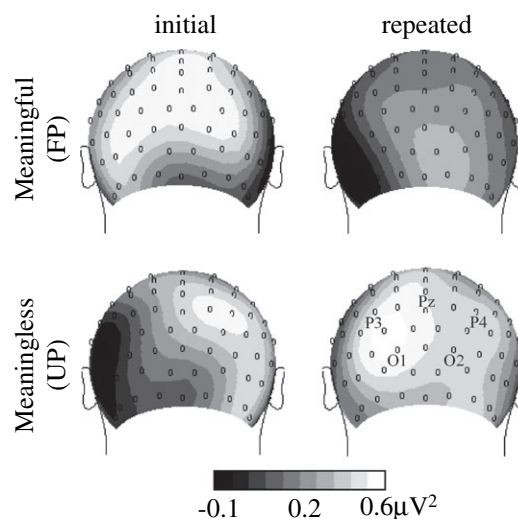 initial repeated
Meaningful
(FP)
Meaningless
(UP)
Pz
P3 P4
O1 O2
-0.1 0.2 0.6μV²